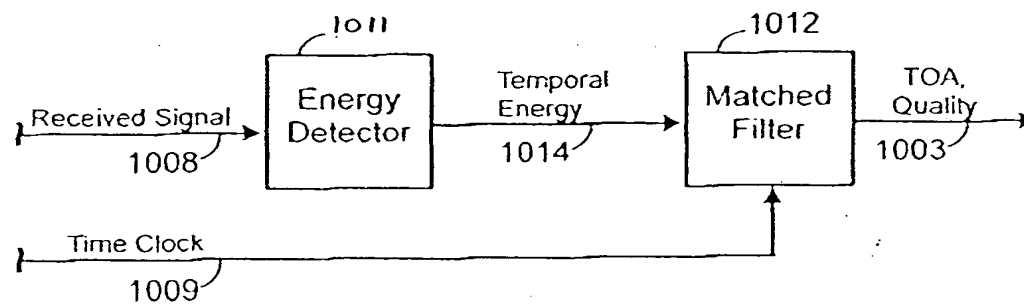 1011
1012
Energy
Detector
Matched
Filter
Received Signal
1008
Temporal
Energy
1014
TOA,
Quality
1003
Time Clock
1009